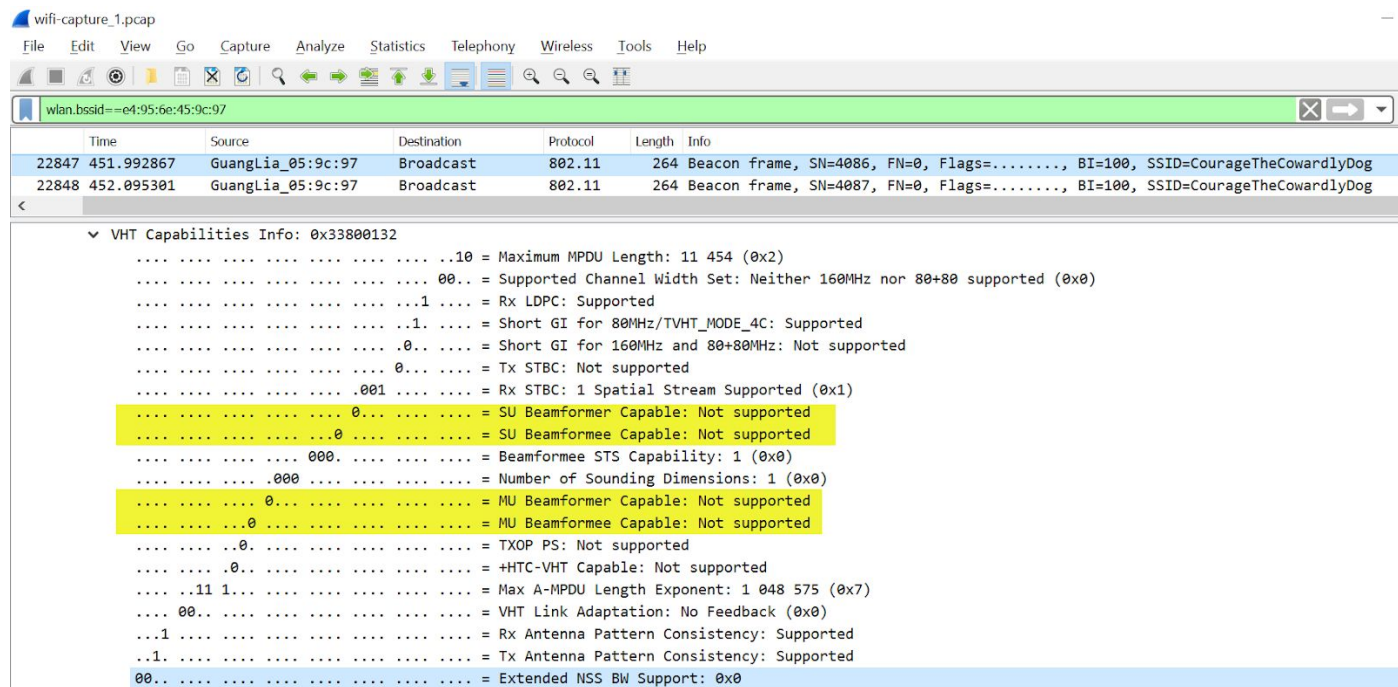 wifi-capture_1.pcap
File Edit View Go Capture Analyze Statistics Telephony Wireless Tools Help
wlan.bssid==e4:95:6e:45:9c:97
Time Source Destination Protocol Length Info
22847 451.992867 GuangLia_05:9c:97 Broadcast 802.11 264 Beacon frame, SN=4086, FN=0, Flags=........, BI=100, SSID=CourageTheCowardlyDog
22848 452.095301 GuangLia_05:9c:97 Broadcast 802.11 264 Beacon frame, SN=4087, FN=0, Flags=........, BI=100, SSID=CourageTheCowardlyDog
VHT Capabilities Info: 0x33800132
.... .... .... .... .... .... .... ..10 = Maximum MPDU Length: 11 454 (0x2)
.... .... .... .... .... .... .... 00.. = Supported Channel Width Set: Neither 160MHz nor 80+80 supported (0x0)
.... .... .... .... .... .... ...1 .... = Rx LDPC: Supported
.... .... .... .... .... .... ..1. .... = Short GI for 80MHz/TVHT_MODE_4C: Supported
.... .... .... .... .... .... .0.. .... = Short GI for 160MHz and 80+80MHz: Not supported
.... .... .... .... .... .... 0... .... = Tx STBC: Not supported
.... .... .... .... .... .001 .... .... = Rx STBC: 1 Spatial Stream Supported (0x1)
.... .... .... .... .... 0... .... .... = SU Beamformer Capable: Not supported
.... .... .... .... ...0 .... .... .... = SU Beamformee Capable: Not supported
.... .... .... .... 000. .... .... .... = Beamformee STS Capability: 1 (0x0)
.... .... .... .000 .... .... .... .... = Number of Sounding Dimensions: 1 (0x0)
.... .... .... 0... .... .... .... .... = MU Beamformer Capable: Not supported
.... .... ...0 .... .... .... .... .... = MU Beamformee Capable: Not supported
.... .... ..0. .... .... .... .... .... = TXOP PS: Not supported
.... .... .0.. .... .... .... .... .... = +HTC-VHT Capable: Not supported
.... ..11 1... .... .... .... .... .... = Max A-MPDU Length Exponent: 1 048 575 (0x7)
.... 00.. .... .... .... .... .... .... = VHT Link Adaptation: No Feedback (0x0)
...1 .... .... .... .... .... .... .... = Rx Antenna Pattern Consistency: Supported
..1. .... .... .... .... .... .... .... = Tx Antenna Pattern Consistency: Supported
00.. .... .... .... .... .... .... .... = Extended NSS BW Support: 0x0